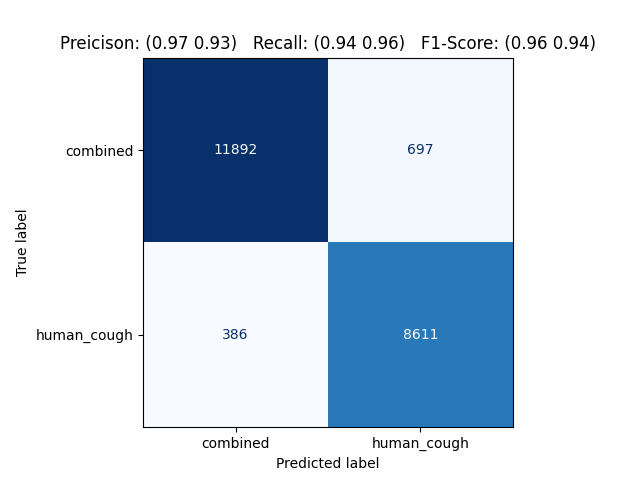 Preicison: (0.97 0.93)   Recall: (0.94 0.96)   F1-Score: (0.96 0.94)
combined
11892
697
True label
human_cough
386
8611
combined
human_cough
Predicted label